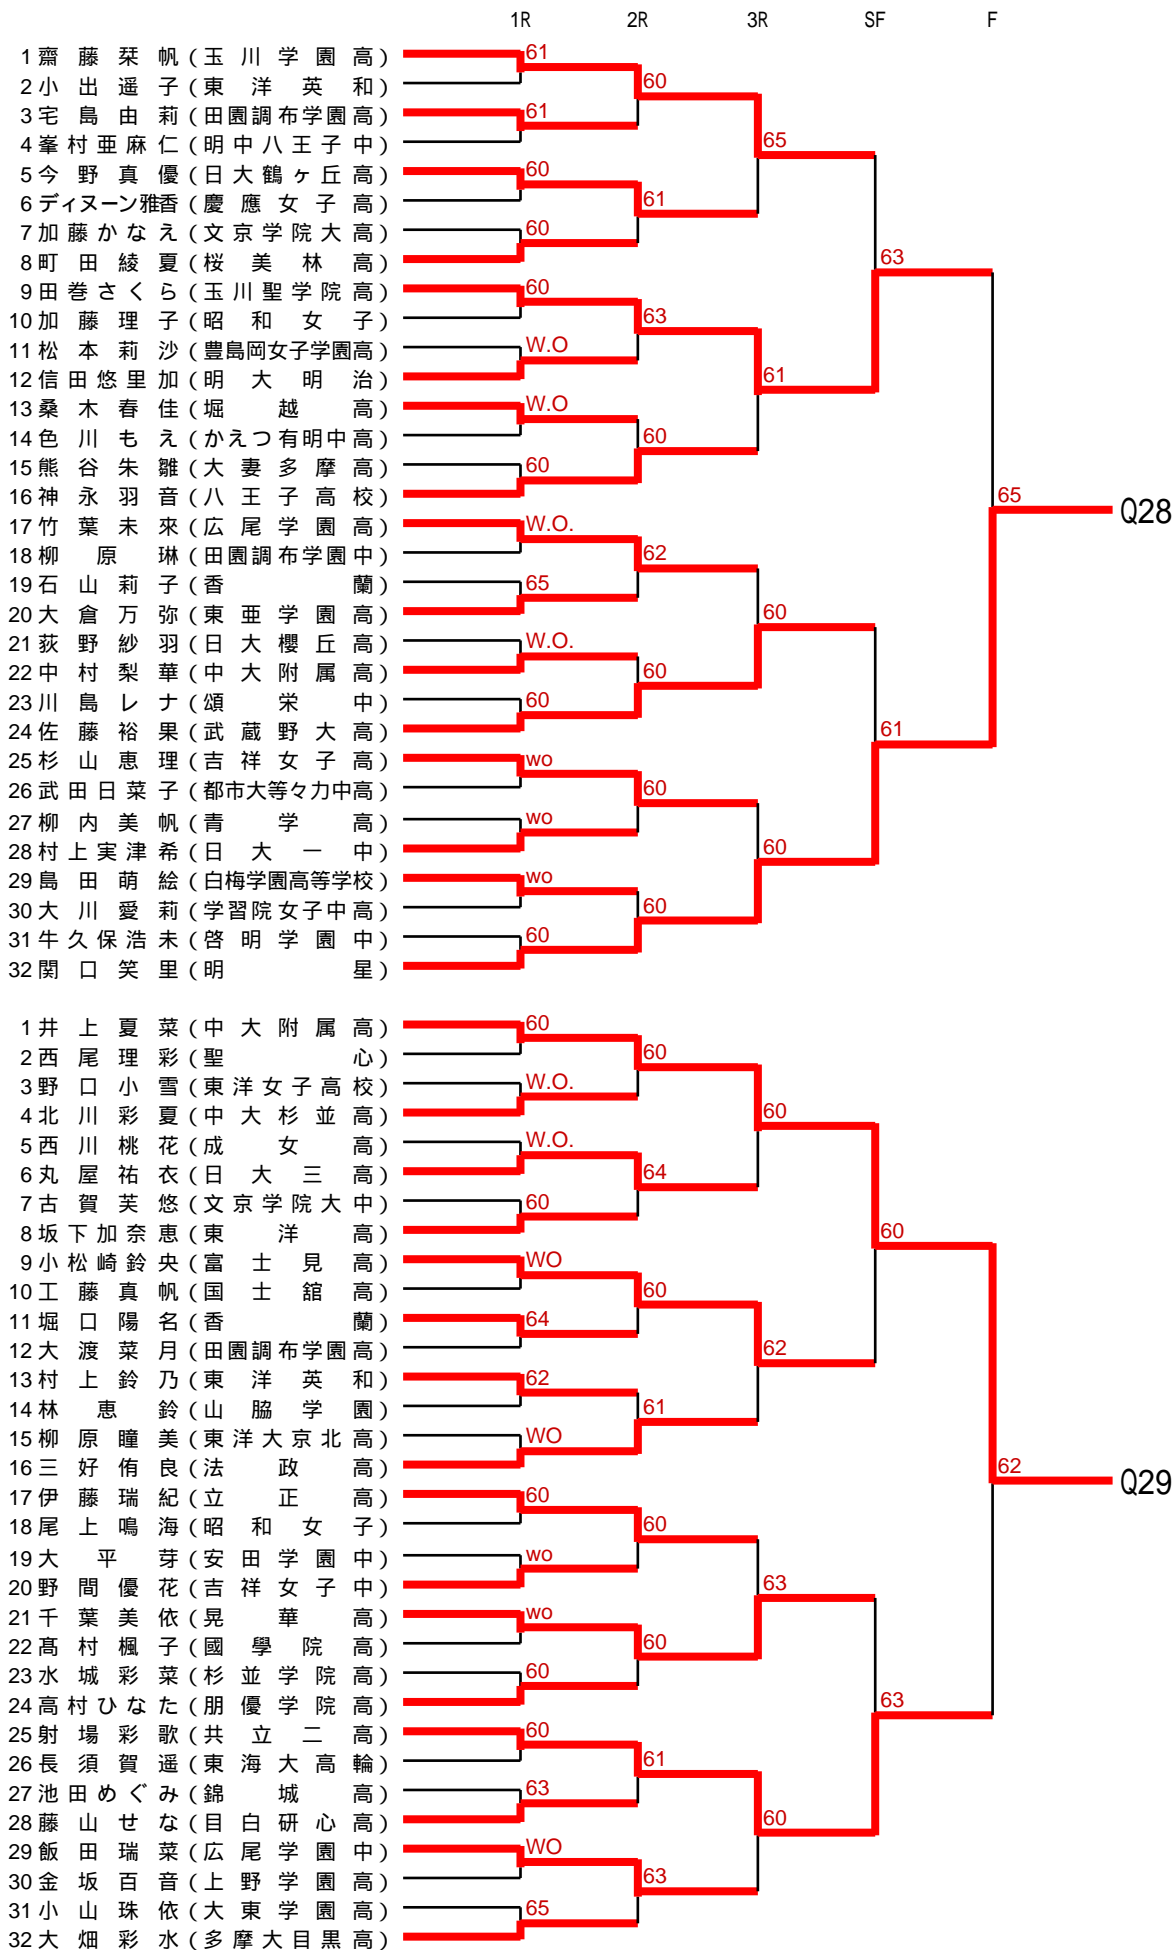 1R 2R 3R SF F
1 齋藤栞帆 (玉川学園高) 61
2 小出遥子 (東洋英和) 60
3 宅島由莉 (田園調布学園高) 61
4 峯村亜麻仁 (明中八王子中) 65
5 今野真優 (日大鶴ヶ丘高) 60
6 ディヌーン雅香 (慶應女子高) 61
7 加藤かなえ (文京学院大高) 60
8 町田綾夏 (桜美林高) 63
9 田巻さくら (玉川聖学院高) 60
10 加藤理子 (昭和女子) 63
11 松本莉沙 (豊島岡女子学園高) W.O
12 信田悠里加 (明大明治) 61
13 桑木春佳 (堀越高) W.O
14 色川もえ (かえつ有明中高) 60
15 熊谷朱雛 (大妻多摩高) 60
16 神永羽音 (八王子高校) 65
17 竹葉未來 (広尾学園高) W.O. Q28
18 柳原琳 (田園調布学園中) 62
19 石山莉子 (香蘭) 65
20 大倉万弥 (東亜学園高) 60
21 荻野紗羽 (日大櫻丘高) W.O.
22 中村梨華 (中大附属高) 60
23 川島レナ (頌栄中) 60
24 佐藤裕果 (武蔵野大高) 61
25 杉山恵理 (吉祥女子高) wo
26 武田日菜子 (都市大等々力中高) 60
27 柳内美帆 (青学高) wo
28 村上実津希 (日大一中) 60
29 島田萌絵 (白梅学園高等学校) wo
30 大川愛莉 (学習院女子中高) 60
31 牛久保浩未 (啓明学園中) 60
32 関口笑里 (明星)
1 井上夏菜 (中大附属高) 60
2 西尾理彩 (聖心) 60
3 野口小雪 (東洋女子高校) W.O.
4 北川彩夏 (中大杉並高) 60
5 西川桃花 (成女高) W.O.
6 丸屋祐衣 (日大三高) 64
7 古賀芙悠 (文京学院大中) 60
8 坂下加奈恵 (東洋高) 60
9 小松崎鈴央 (富士見高) WO
10 工藤真帆 (国士舘高) 60
11 堀口陽名 (香蘭) 64
12 大渡菜月 (田園調布学園高) 62
13 村上鈴乃 (東洋英和) 62
14 林恵鈴 (山脇学園) 61
15 柳原瞳美 (東洋大京北高) WO
16 三好侑良 (法政高) 62
17 伊藤瑞紀 (立正高) 60 Q29
18 尾上鳴海 (昭和女子) 60
19 大平芽 (安田学園中) wo
20 野間優花 (吉祥女子中) 63
21 千葉美依 (晃華高) wo
22 髙村楓子 (國學院高) 60
23 水城彩菜 (杉並学院高) 60
24 高村ひなた (朋優学院高) 63
25 射場彩歌 (共立二高) 60
26 長須賀遥 (東海大高輪) 61
27 池田めぐみ (錦城高) 63
28 藤山せな (目白研心高) 60
29 飯田瑞菜 (広尾学園中) WO
30 金坂百音 (上野学園高) 63
31 小山珠依 (大東学園高) 65
32 大畑彩水 (多摩大目黒高)